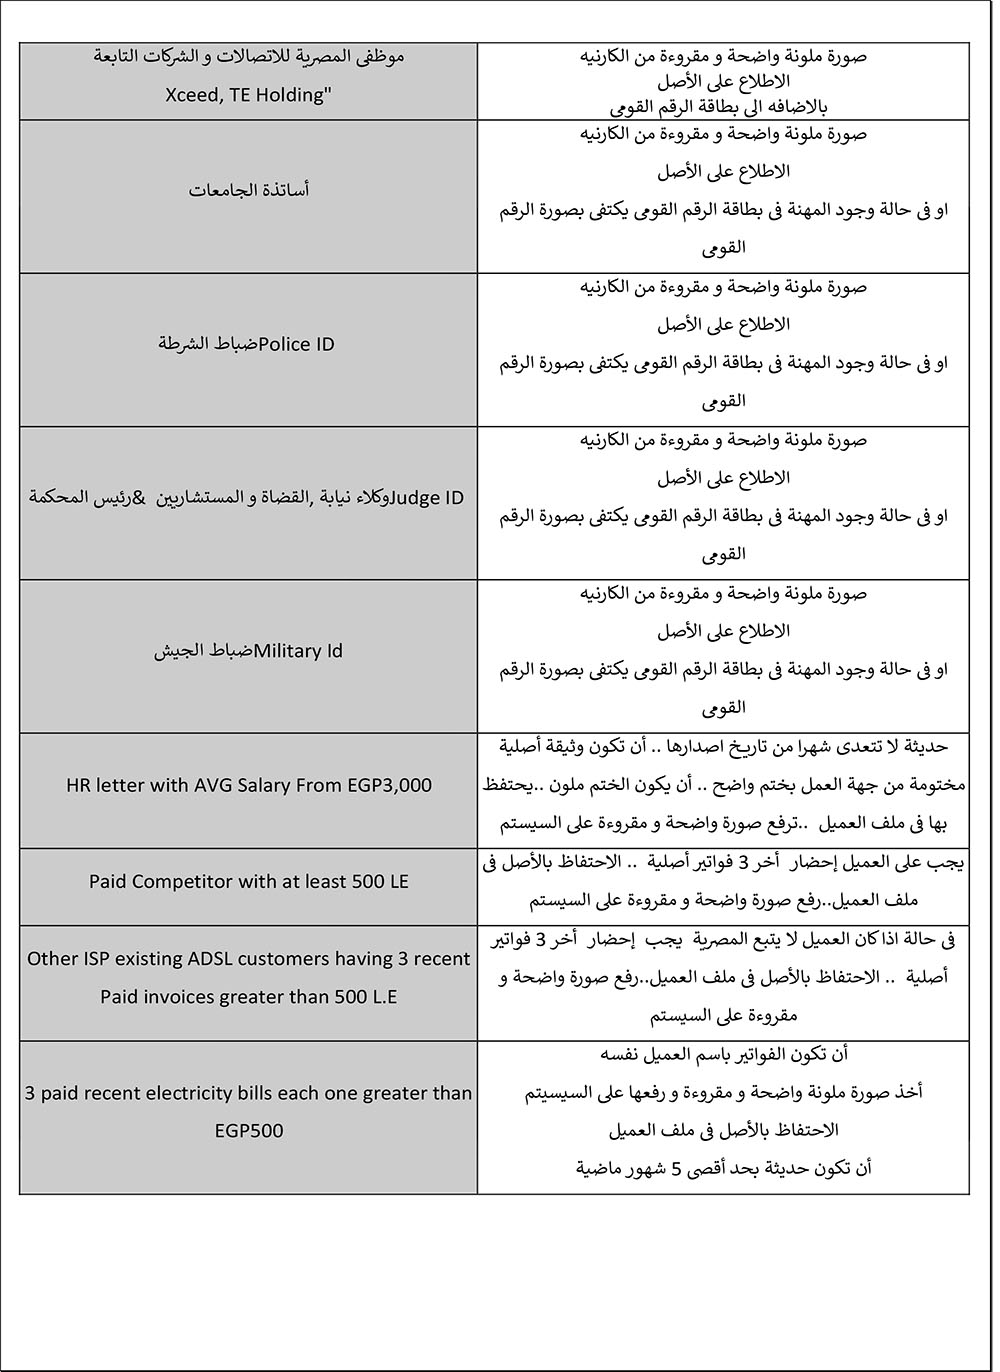 موظفى المصرية للاتصالات و الشركات التابعة
Xceed, TE Holding"
صورة ملونة واضحة و مقروءة من الكارنيه
الاطلاع على الأصل
بالاضافه الى بطاقة الرقم القومى
أساتذة الجامعات
صورة ملونة واضحة و مقروءة من الكارنيه
الاطلاع على الأصل
او فى حالة وجود المهنة فى بطاقة الرقم القومى يكتفى بصورة الرقم
القومى
ضباط الشرطةPolice ID
صورة ملونة واضحة و مقروءة من الكارنيه
الاطلاع على الأصل
او فى حالة وجود المهنة فى بطاقة الرقم القومى يكتفى بصورة الرقم
القومى
وكلاء نيابة ,القضاة و المستشاريين &رئيس المحكمةJudge ID
صورة ملونة واضحة و مقروءة من الكارنيه
الاطلاع على الأصل
او فى حالة وجود المهنة فى بطاقة الرقم القومى يكتفى بصورة الرقم
القومى
ضباط الجيشMilitary Id
صورة ملونة واضحة و مقروءة من الكارنيه
الاطلاع على الأصل
او فى حالة وجود المهنة فى بطاقة الرقم القومى يكتفى بصورة الرقم
القومى
HR letter with AVG Salary From EGP3,000
حديثة لا تتعدى شهرا من تاريخ اصدارها .. أن تكون وثيقة أصلية
مختومة من جهة العمل بختم واضح .. أن يكون الختم ملون ..يحتفظ
بها فى ملف العميل ..ترفع صورة واضحة و مقروءة على السيستم
Paid Competitor with at least 500 LE
يجب على العميل إحضار أخر 3 فواتير أصلية .. الاحتفاظ بالأصل فى
ملف العميل..رفع صورة واضحة و مقروءة على السيستم
Other ISP existing ADSL customers having 3 recent
Paid invoices greater than 500 L.E
فى حالة اذا كان العميل لا يتبع المصرية يجب إحضار أخر 3 فواتير
أصلية .. الاحتفاظ بالأصل فى ملف العميل..رفع صورة واضحة و
مقروءة على السيستم
3 paid recent electricity bills each one greater than
EGP500
أن تكون الفواتير باسم العميل نفسه
أخذ صورة ملونة واضحة و مقروءة و رفعها على السيسيتم
الاحتفاظ بالأصل فى ملف العميل
أن تكون حديثة بحد أقصى 5 شهور ماضية